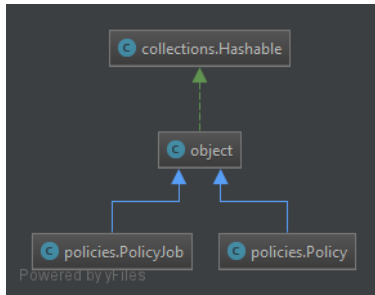 C collections.Hashable
C object
C policies.PolicyJob
C policies.Policy
Powered by yFiles